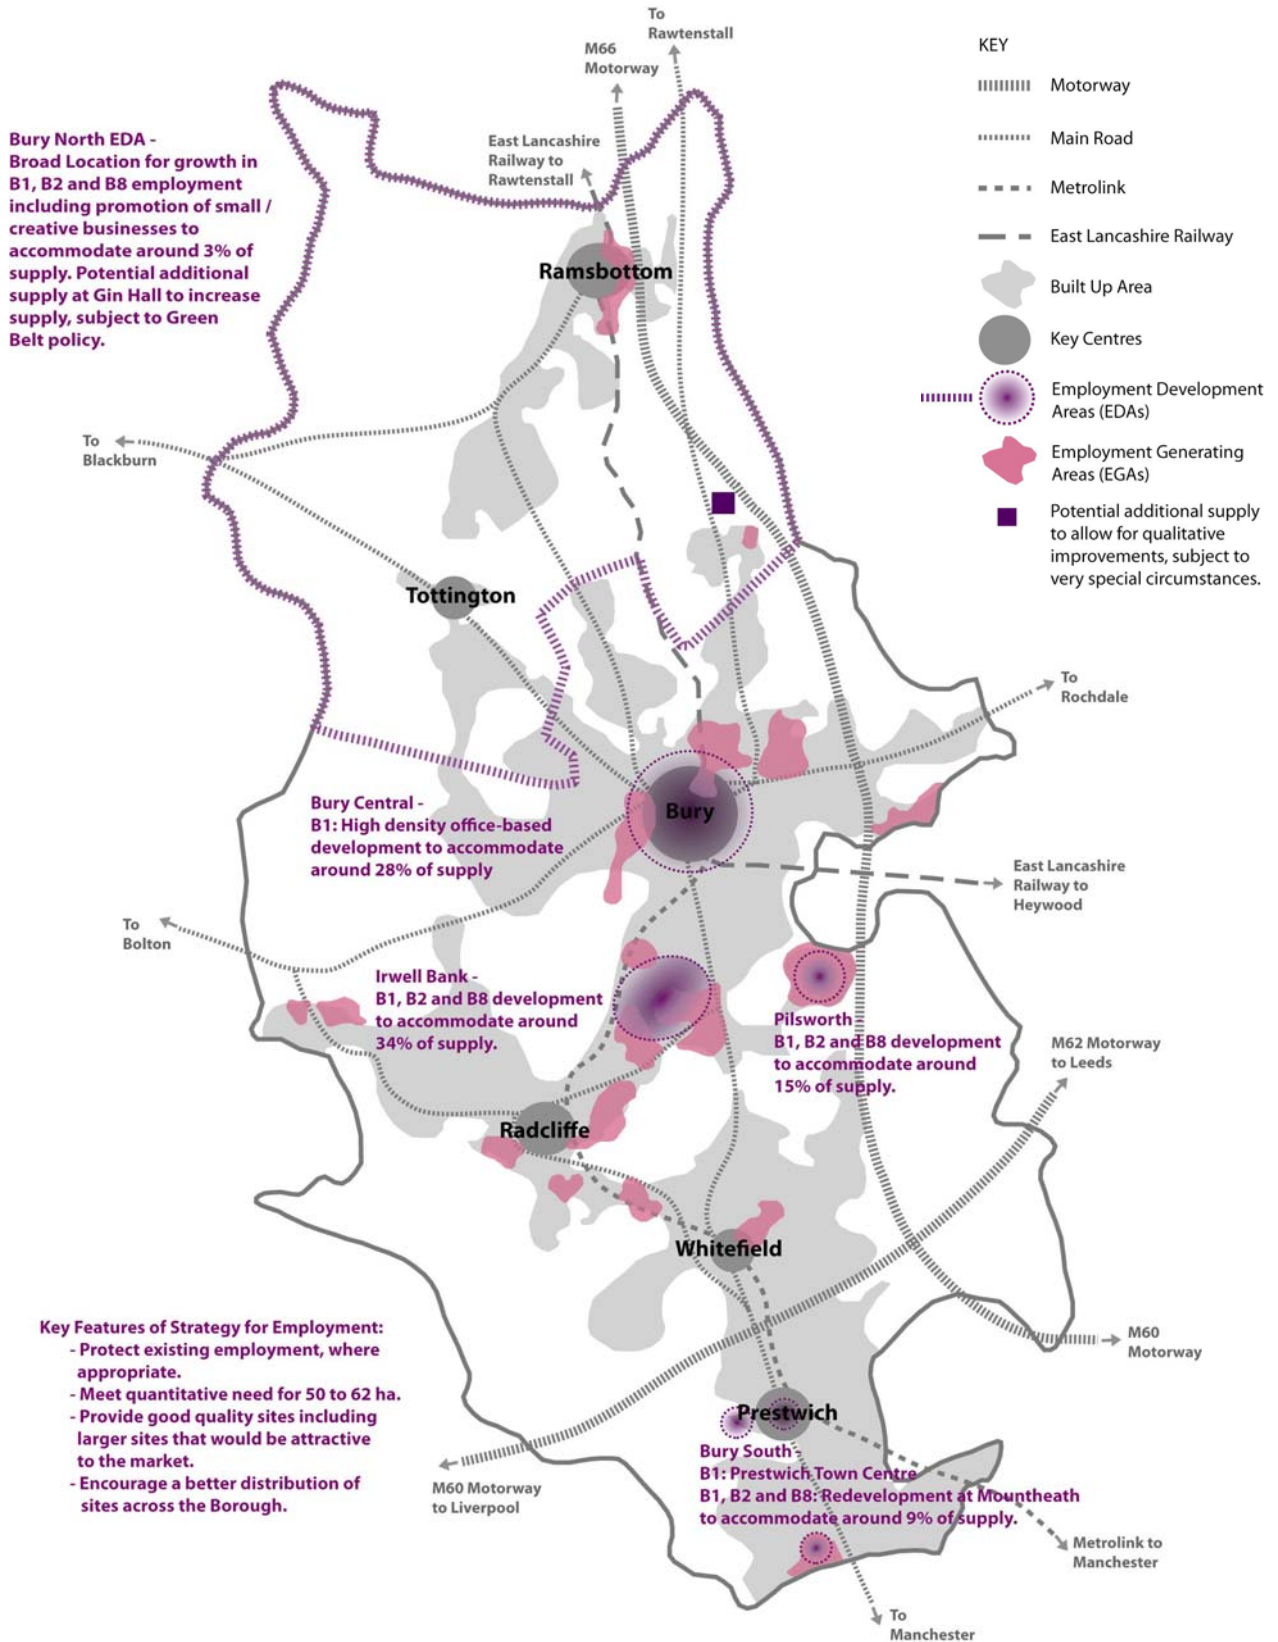 To
Rawtenstall
M66
Motorway
KEY
Motorway
Main Road
Metrolink
East Lancashire Railway
Built Up Area
Key Centres
Employment Development
Areas (EDAs)
Employment Generating
Areas (EGAs)
Potential additional supply
to allow for qualitative
improvements, subject to
very special circumstances.
Bury North EDA -
Broad Location for growth in
B1, B2 and B8 employment
including promotion of small /
creative businesses to
accommodate around 3% of
supply. Potential additional
supply at Gin Hall to increase
supply, subject to Green
Belt policy.
East Lancashire
Railway to
Rawtenstall
Ramsbottom
To
Blackburn
Tottington
To
Rochdale
Bury Central -
B1: High density office-based
development to accommodate
around 28% of supply
Bury
East Lancashire
Railway to
Heywood
To
Bolton
Irwell Bank -
B1, B2 and B8 development
to accommodate around
34% of supply.
Pilsworth -
B1, B2 and B8 development
to accommodate around
15% of supply.
M62 Motorway
to Leeds
Radcliffe
Whitefield
Key Features of Strategy for Employment:
- Protect existing employment, where
appropriate.
- Meet quantitative need for 50 to 62 ha.
- Provide good quality sites including
larger sites that would be attractive
to the market.
- Encourage a better distribution of
sites across the Borough.
M60
Motorway
Prestwich
Bury South -
B1: Prestwich Town Centre
B1, B2 and B8: Redevelopment at Mountheath
to accommodate around 9% of supply.
M60 Motorway
to Liverpool
Metrolink to
Manchester
To
Manchester